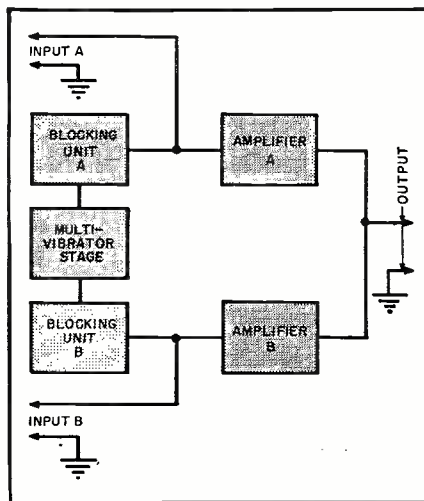 INPUT A
BLOCKING
UNIT
A
AMPLIFIER
A
MULTI-
VIBRATOR
STAGE
OUTPUT
BLOCKING
UNIT
B
AMPLIFIER
B
INPUT B